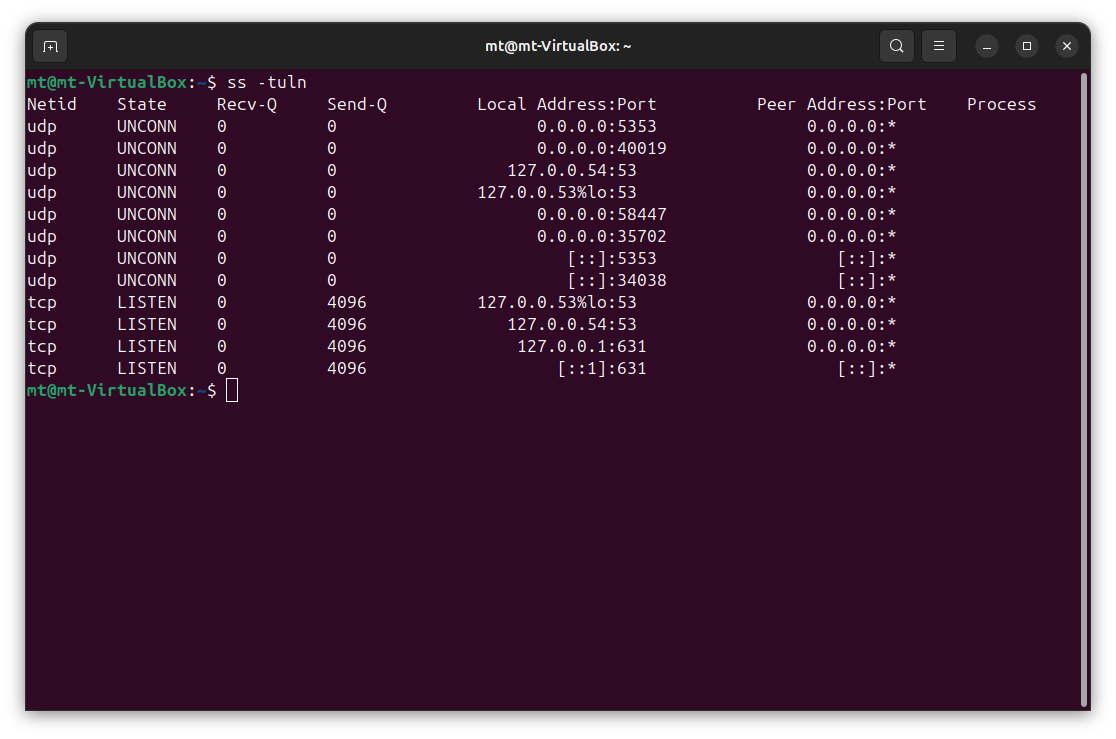 mt@mt-VirtualBox: ~
mt@mt-VirtualBox:~$ ss -tuln
Netid State Recv-Q Send-Q Local Address:Port Peer Address:Port Process
udp UNCONN 0 0 0.0.0.0:5353 0.0.0.0:*
udp UNCONN 0 0 0.0.0.0:40019 0.0.0.0:*
udp UNCONN 0 0 127.0.0.54:53 0.0.0.0:*
udp UNCONN 0 0 127.0.0.53%lo:53 0.0.0.0:*
udp UNCONN 0 0 0.0.0.0:58447 0.0.0.0:*
udp UNCONN 0 0 0.0.0.0:35702 0.0.0.0:*
udp UNCONN 0 0 [::]:5353 [::]:*
udp UNCONN 0 0 [::]:34038 [::]:*
tcp LISTEN 0 4096 127.0.0.53%lo:53 0.0.0.0:*
tcp LISTEN 0 4096 127.0.0.54:53 0.0.0.0:*
tcp LISTEN 0 4096 127.0.0.1:631 0.0.0.0:*
tcp LISTEN 0 4096 [::1]:631 [::]:*
mt@mt-VirtualBox:~$